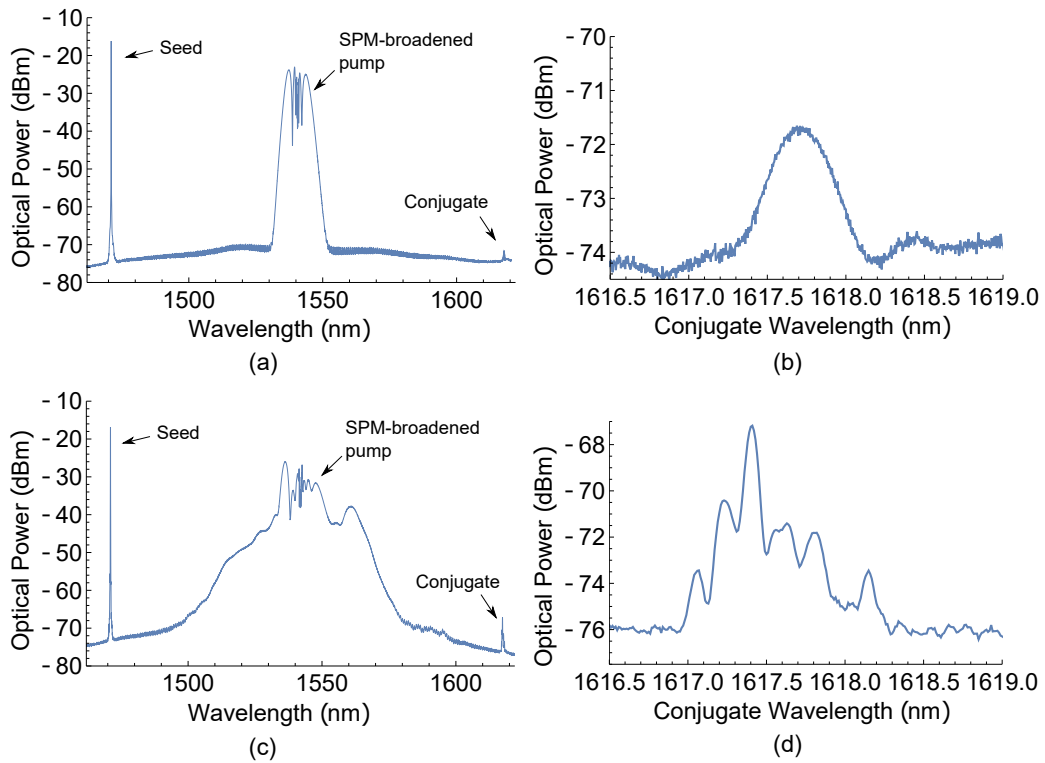 - 10
- 20
- 30
- 40
- 50
- 60
- 70
- 80
Optical Power (dBm)
Seed
SPM-broadened
pump
Conjugate
1500
1550
1600
Wavelength (nm)
(a)
- 70
- 71
- 72
- 73
- 74
Optical Power (dBm)
1616.5
1617.0
1617.5
1618.0
1618.5
1619.0
Conjugate Wavelength (nm)
(b)
- 10
- 20
- 30
- 40
- 50
- 60
- 70
- 80
Optical Power (dBm)
Seed
SPM-broadened
pump
Conjugate
1500
1550
1600
Wavelength (nm)
(c)
- 68
- 70
- 72
- 74
- 76
Optical Power (dBm)
1616.5
1617.0
1617.5
1618.0
1618.5
1619.0
Conjugate Wavelength (nm)
(d)